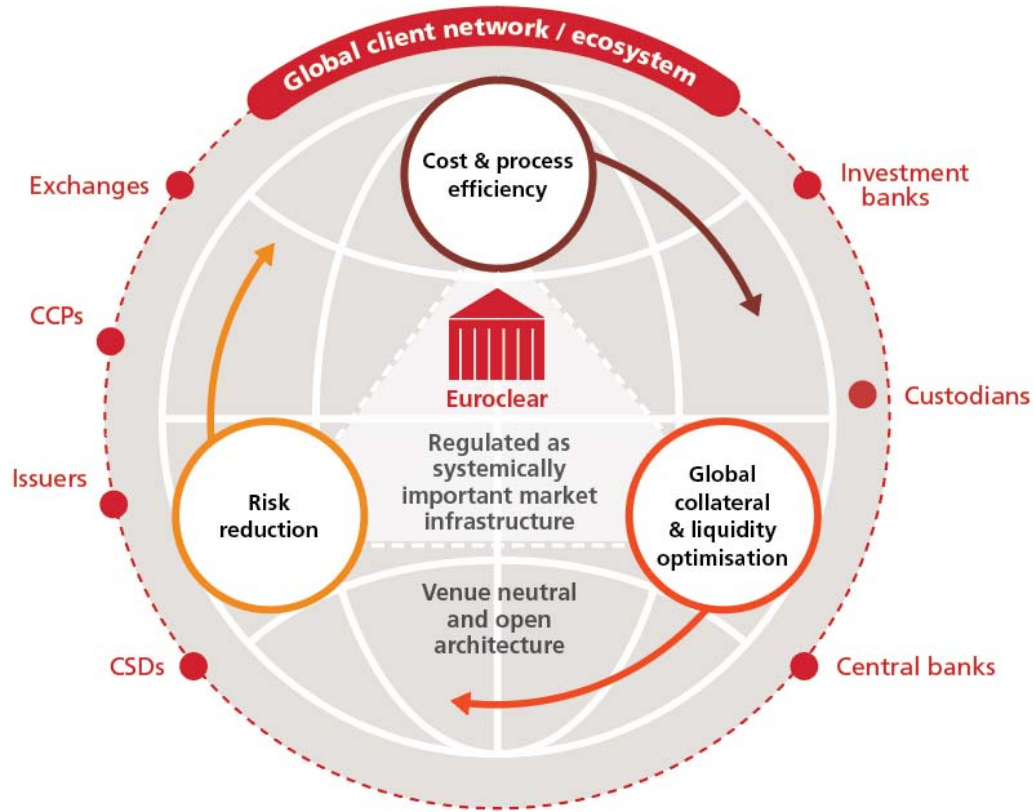 Global client network / ecosystem
Cost & process
efficiency
Exchanges
Investment
banks
CCPs
Euroclear
Custodians
Regulated as
systemically
important market
infrastructure
Issuers
Risk
reduction
Global
collateral
& liquidity
optimisation
Venue neutral
and open
architecture
CSDs
Central banks